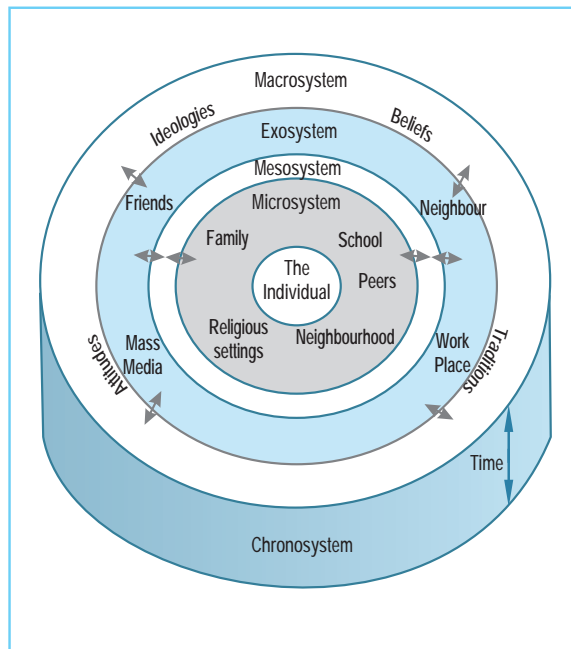 Macrosystem
Ideologies
Beliefs
Exosystem
Mesosystem
Friends
Microsystem
Neighbour
Family
School
The
Individual
Peers
Religious
settings
Neighbourhood
Mass
Media
Work
Place
Attitudes
Traditions
Time
Chronosystem